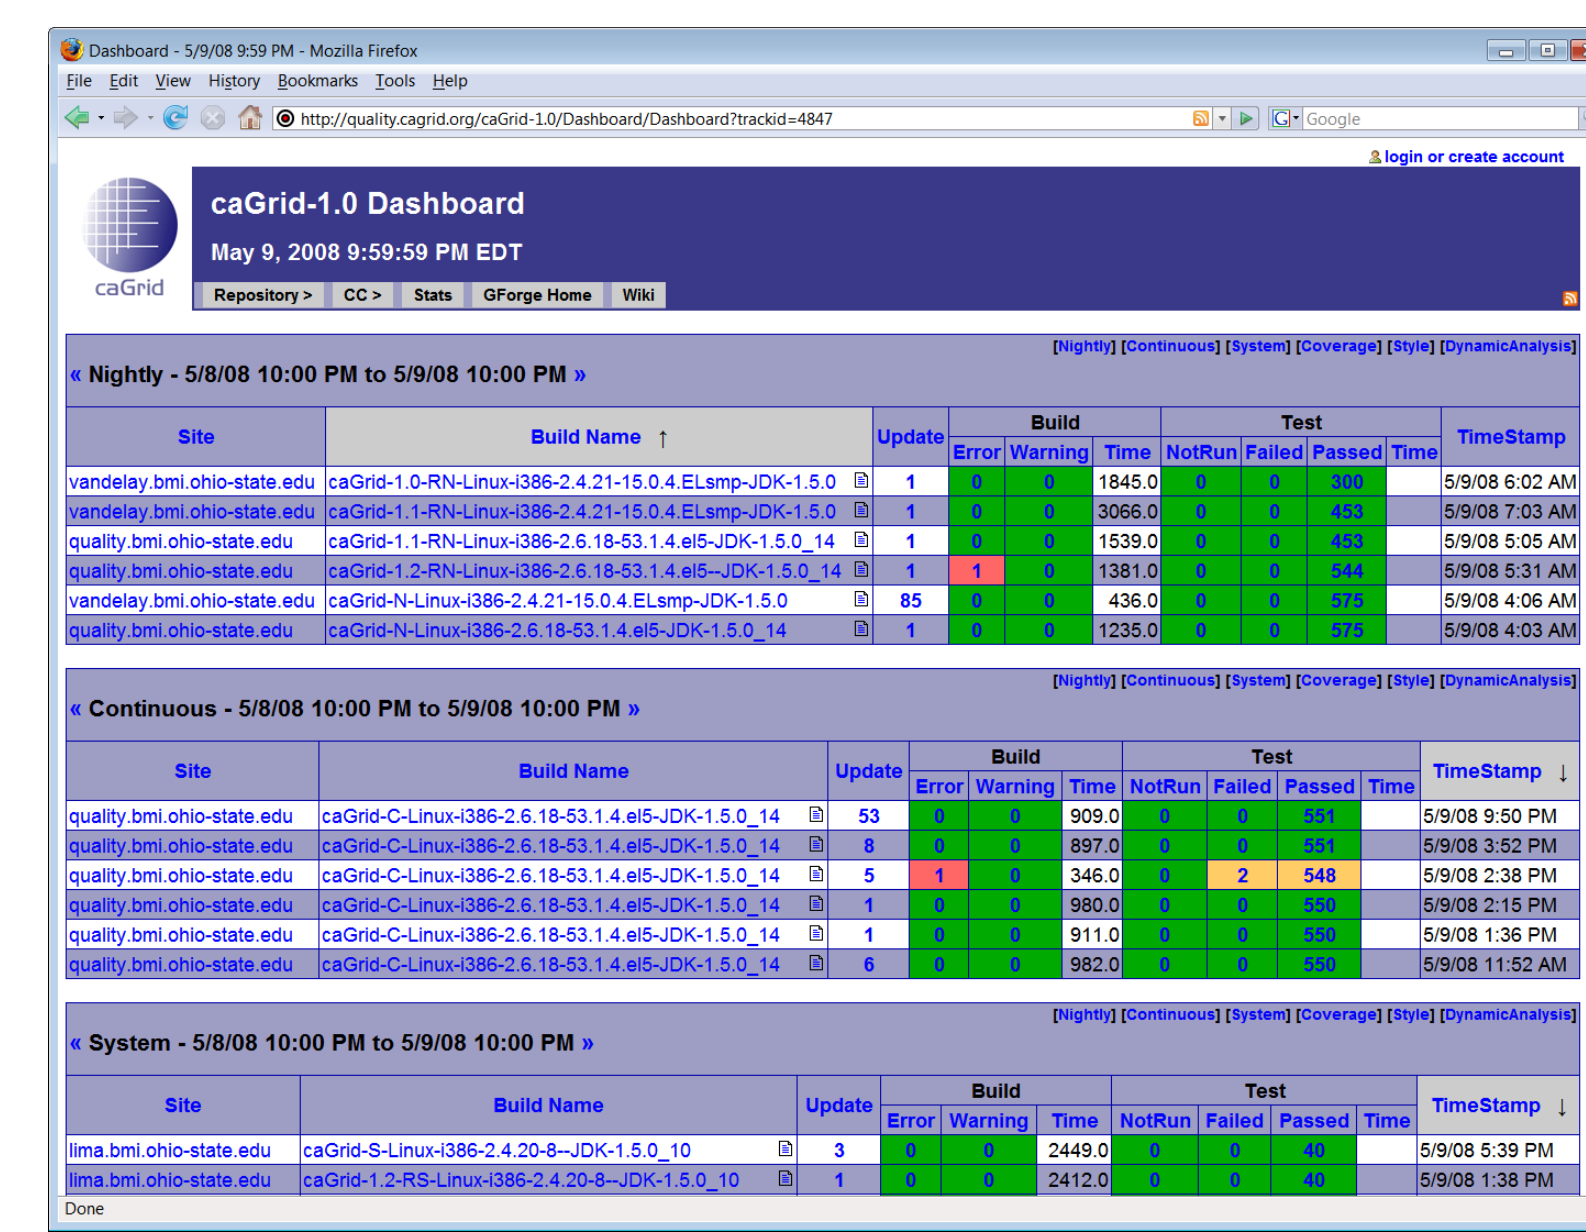 Dashboard - 5/9/08 9:59 PM - Mozilla Firefox
File Edit View History Bookmarks Tools Help
http://quality.cagrid.org/caGrid-1.0/Dashboard/Dashboard?trackid=4847 G Google
login or create account
caGrid-1.0 Dashboard
May 9, 2008 9:59:59 PM EDT
caGrid
Repository > CC > Stats GForge Home Wiki
[Nightly] [Continuous] [System] [Coverage] [Style] [DynamicAnalysis]
« Nightly - 5/8/08 10:00 PM to 5/9/08 10:00 PM »
Site Build Name ↑ Update Build Test TimeStamp
Error Warning Time NotRun Failed Passed Time
vandelay.bmi.ohio-state.edu caGrid-1.0-RN-Linux-i386-2.4.21-15.0.4.ELsmp-JDK-1.5.0 1 0 0 1845.0 0 0 300 5/9/08 6:02 AM
vandelay.bmi.ohio-state.edu caGrid-1.1-RN-Linux-i386-2.4.21-15.0.4.ELsmp-JDK-1.5.0 1 0 0 3066.0 0 0 453 5/9/08 7:03 AM
quality.bmi.ohio-state.edu caGrid-1.1-RN-Linux-i386-2.6.18-53.1.4.el5-JDK-1.5.0_14 1 0 0 1539.0 0 0 453 5/9/08 5:05 AM
quality.bmi.ohio-state.edu caGrid-1.2-RN-Linux-i386-2.6.18-53.1.4.el5--JDK-1.5.0_14 1 1 0 1381.0 0 0 544 5/9/08 5:31 AM
vandelay.bmi.ohio-state.edu caGrid-N-Linux-i386-2.4.21-15.0.4.ELsmp-JDK-1.5.0 85 0 0 436.0 0 0 575 5/9/08 4:06 AM
quality.bmi.ohio-state.edu caGrid-N-Linux-i386-2.6.18-53.1.4.el5-JDK-1.5.0_14 1 0 0 1235.0 0 0 575 5/9/08 4:03 AM
[Nightly] [Continuous] [System] [Coverage] [Style] [DynamicAnalysis]
« Continuous - 5/8/08 10:00 PM to 5/9/08 10:00 PM »
Site Build Name Update Build Test TimeStamp ↓
Error Warning Time NotRun Failed Passed Time
quality.bmi.ohio-state.edu caGrid-C-Linux-i386-2.6.18-53.1.4.el5-JDK-1.5.0_14 53 0 0 909.0 0 0 551 5/9/08 9:50 PM
quality.bmi.ohio-state.edu caGrid-C-Linux-i386-2.6.18-53.1.4.el5-JDK-1.5.0_14 8 0 0 897.0 0 0 551 5/9/08 3:52 PM
quality.bmi.ohio-state.edu caGrid-C-Linux-i386-2.6.18-53.1.4.el5-JDK-1.5.0_14 5 1 0 346.0 0 2 548 5/9/08 2:38 PM
quality.bmi.ohio-state.edu caGrid-C-Linux-i386-2.6.18-53.1.4.el5-JDK-1.5.0_14 1 0 0 980.0 0 0 550 5/9/08 2:15 PM
quality.bmi.ohio-state.edu caGrid-C-Linux-i386-2.6.18-53.1.4.el5-JDK-1.5.0_14 1 0 0 911.0 0 0 550 5/9/08 1:36 PM
quality.bmi.ohio-state.edu caGrid-C-Linux-i386-2.6.18-53.1.4.el5-JDK-1.5.0_14 6 0 0 982.0 0 0 550 5/9/08 11:52 AM
[Nightly] [Continuous] [System] [Coverage] [Style] [DynamicAnalysis]
« System - 5/8/08 10:00 PM to 5/9/08 10:00 PM »
Site Build Name Update Build Test TimeStamp ↓
Error Warning Time NotRun Failed Passed Time
lima.bmi.ohio-state.edu caGrid-S-Linux-i386-2.4.20-8--JDK-1.5.0_10 3 0 0 2449.0 0 0 40 5/9/08 5:39 PM
lima.bmi.ohio-state.edu caGrid-1.2-RS-Linux-i386-2.4.20-8--JDK-1.5.0_10 1 0 0 2412.0 0 0 40 5/9/08 1:38 PM
Done